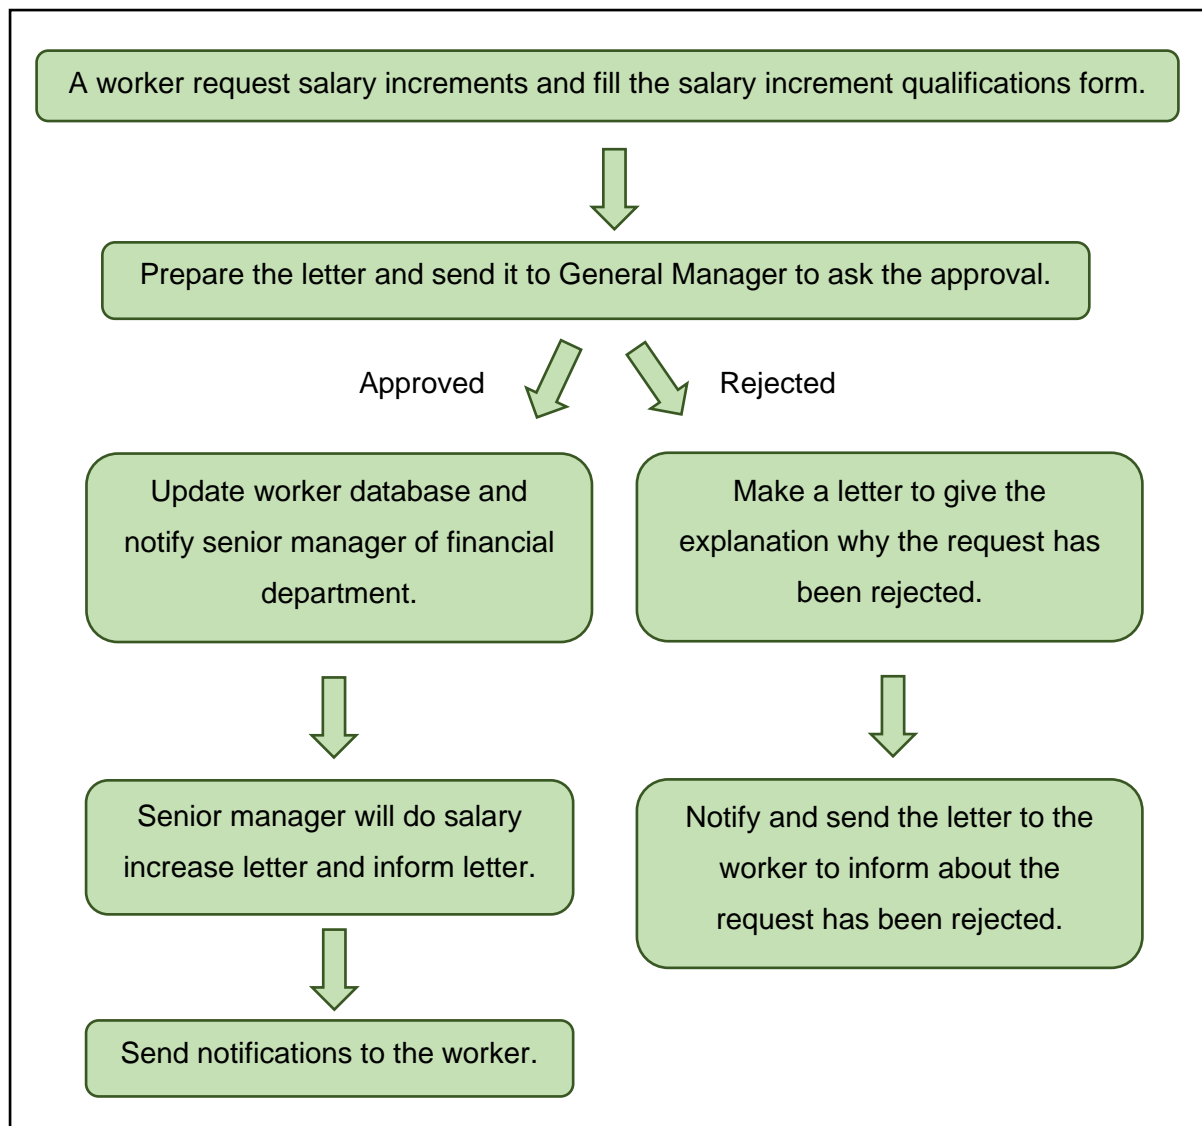 A worker request salary increments and fill the salary increment qualifications form.
Prepare the letter and send it to General Manager to ask the approval.
Approved
Rejected
Update worker database and
notify senior manager of financial
department.
Make a letter to give the
explanation why the request has
been rejected.
Senior manager will do salary
increase letter and inform letter.
Notify and send the letter to the
worker to inform about the
request has been rejected.
Send notifications to the worker.